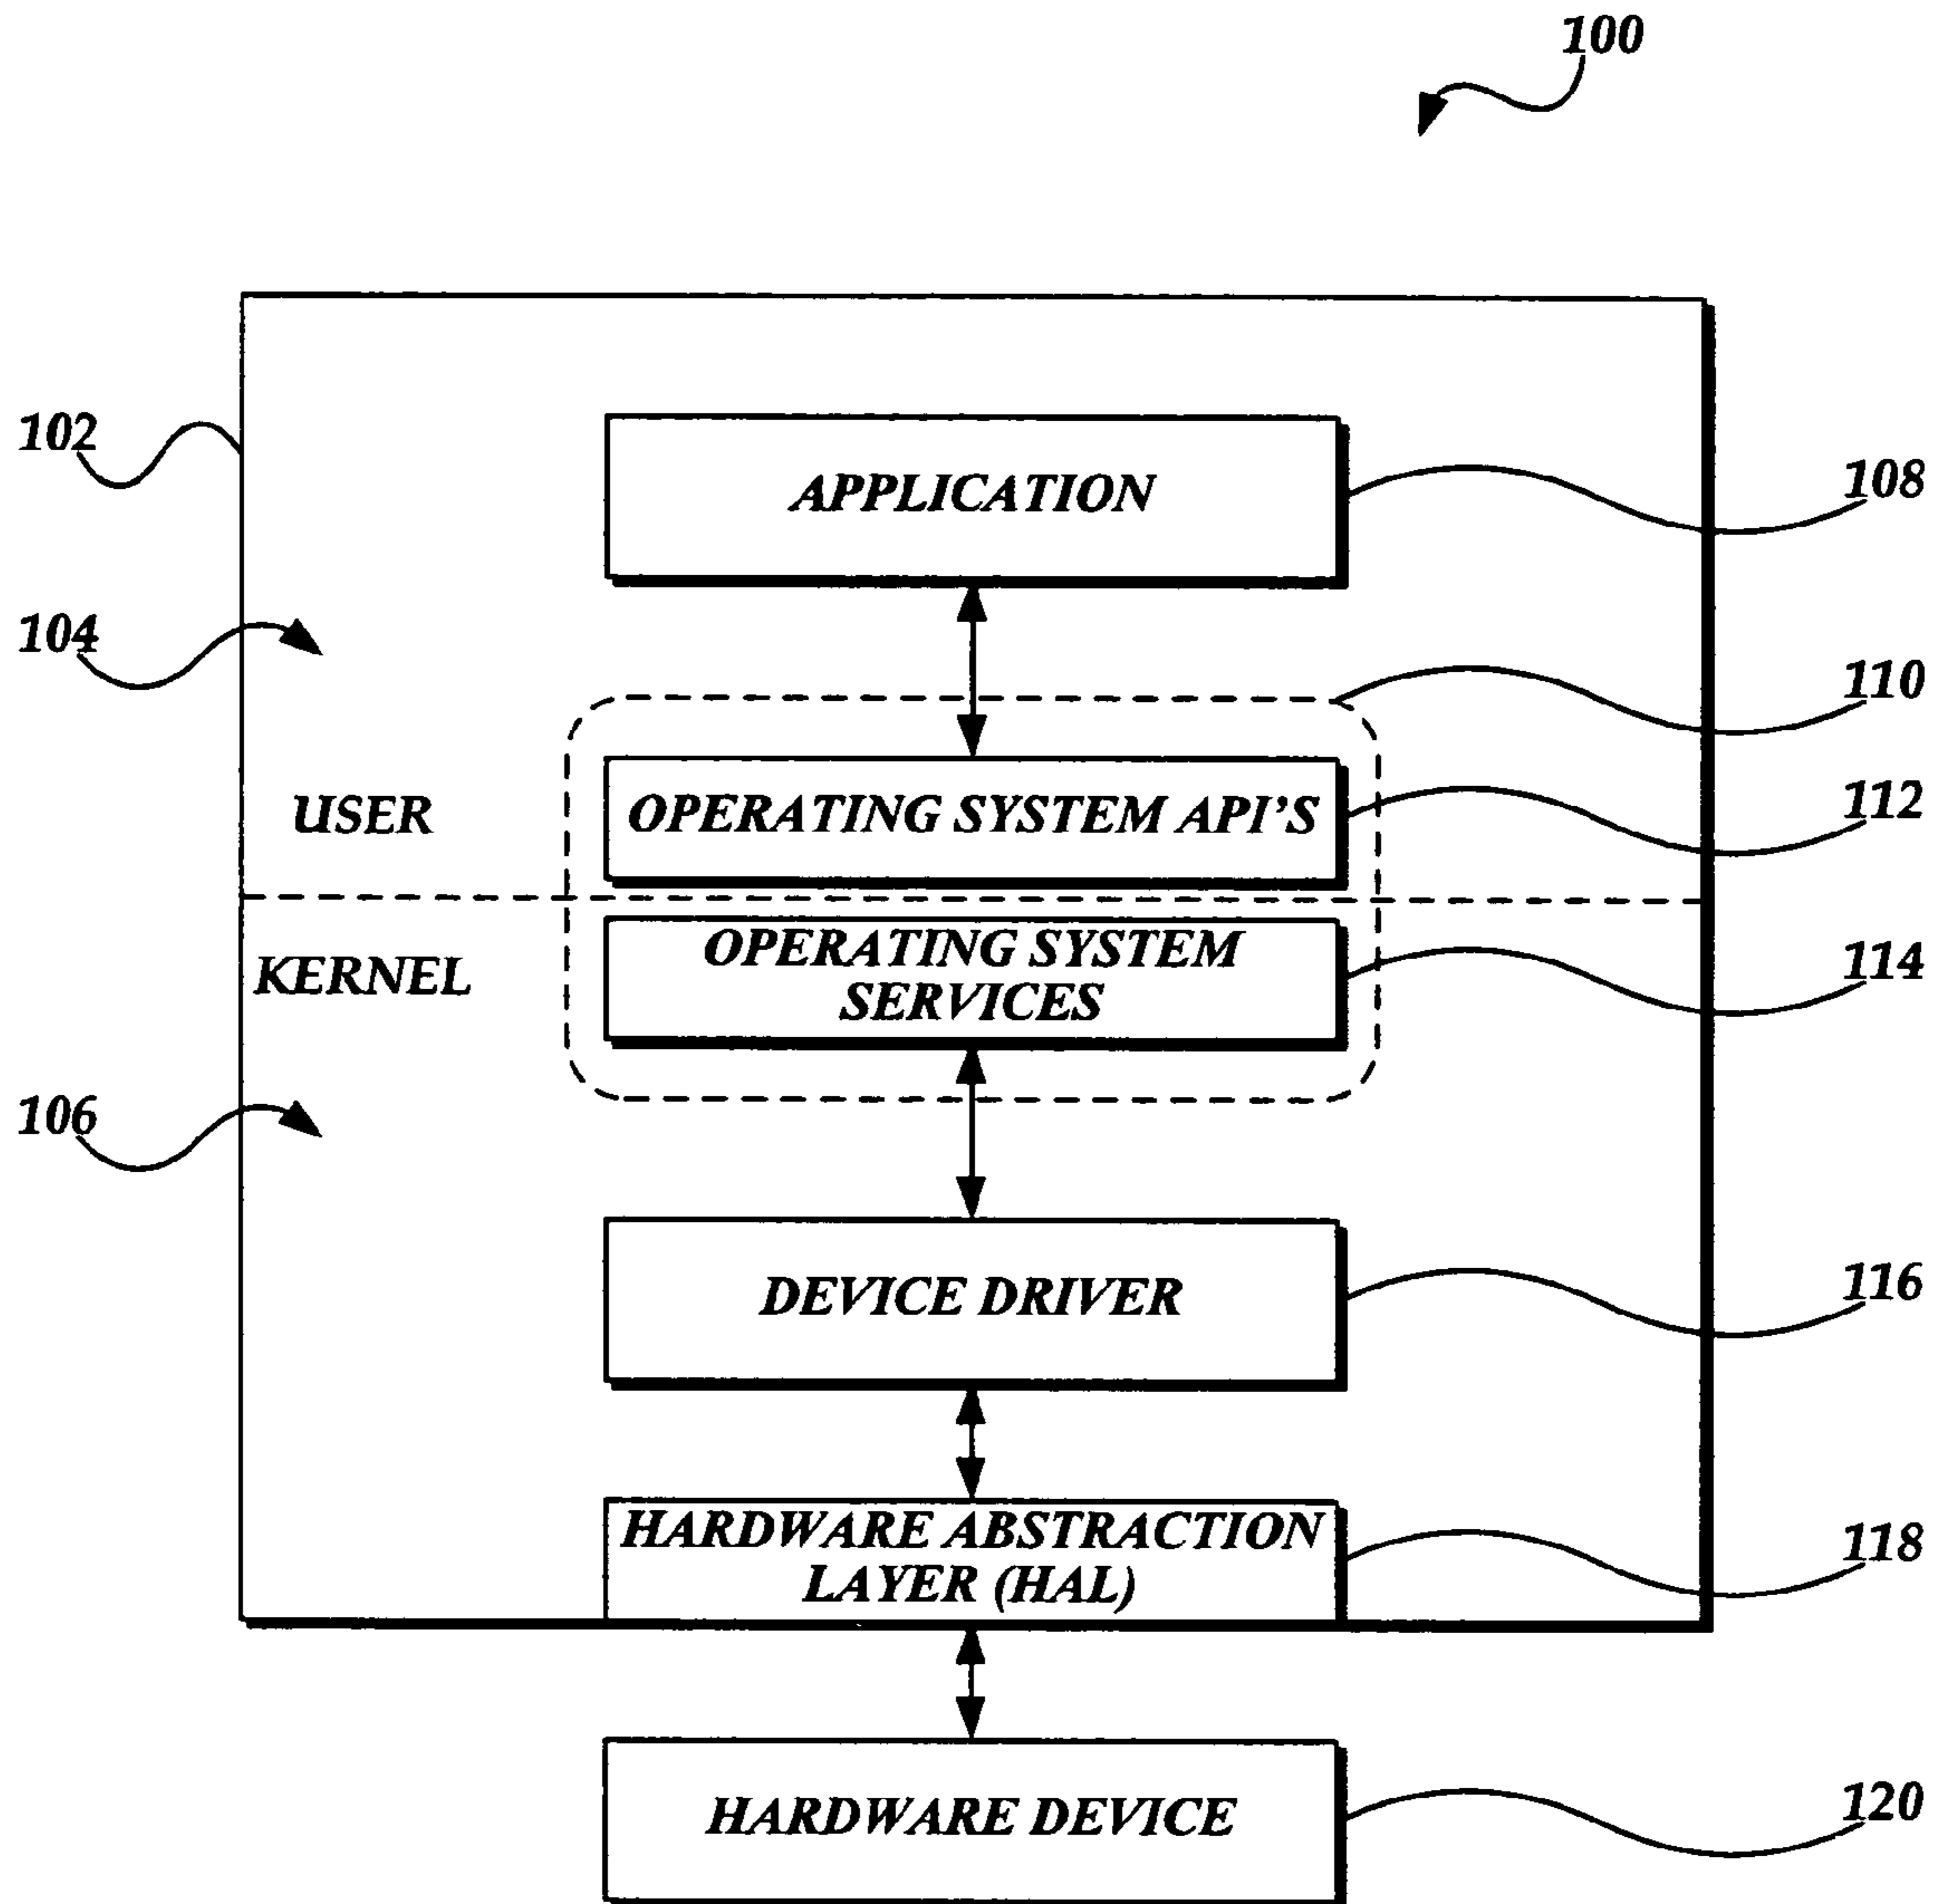 100
102
APPLICATION
108
104
110
USER
OPERATING SYSTEM API'S
112
KERNEL
OPERATING SYSTEM
SERVICES
114
106
DEVICE DRIVER
116
HARDWARE ABSTRACTION
LAYER (HAL)
118
HARDWARE DEVICE
120